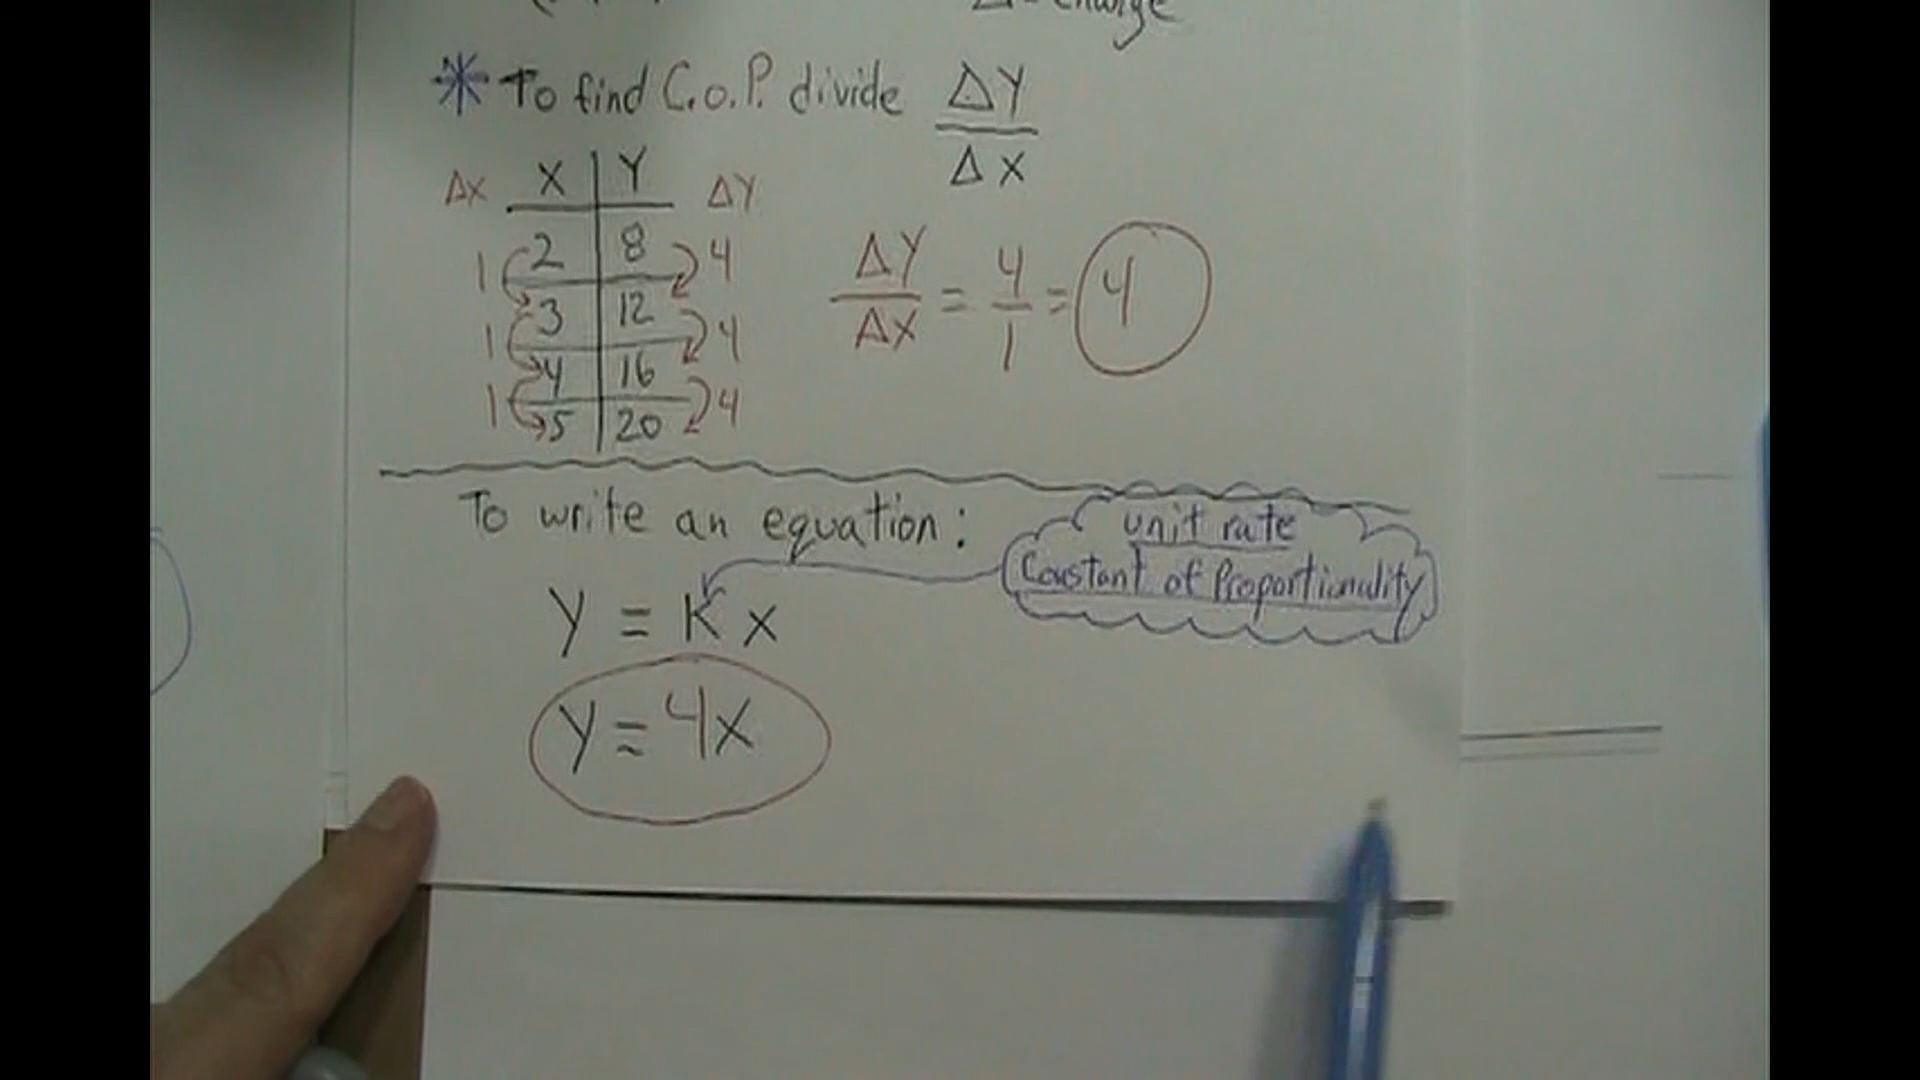 Δ = change
* To find C.o.P. divide ΔY
ΔX
ΔX X Y ΔY
2 8
1 4
3 12
1 4
4 16
1 4
5 20
ΔY/ΔX = 4/1 = 4
To write an equation:
unit rate
Constant of Proportionality
y = K x
y = 4x